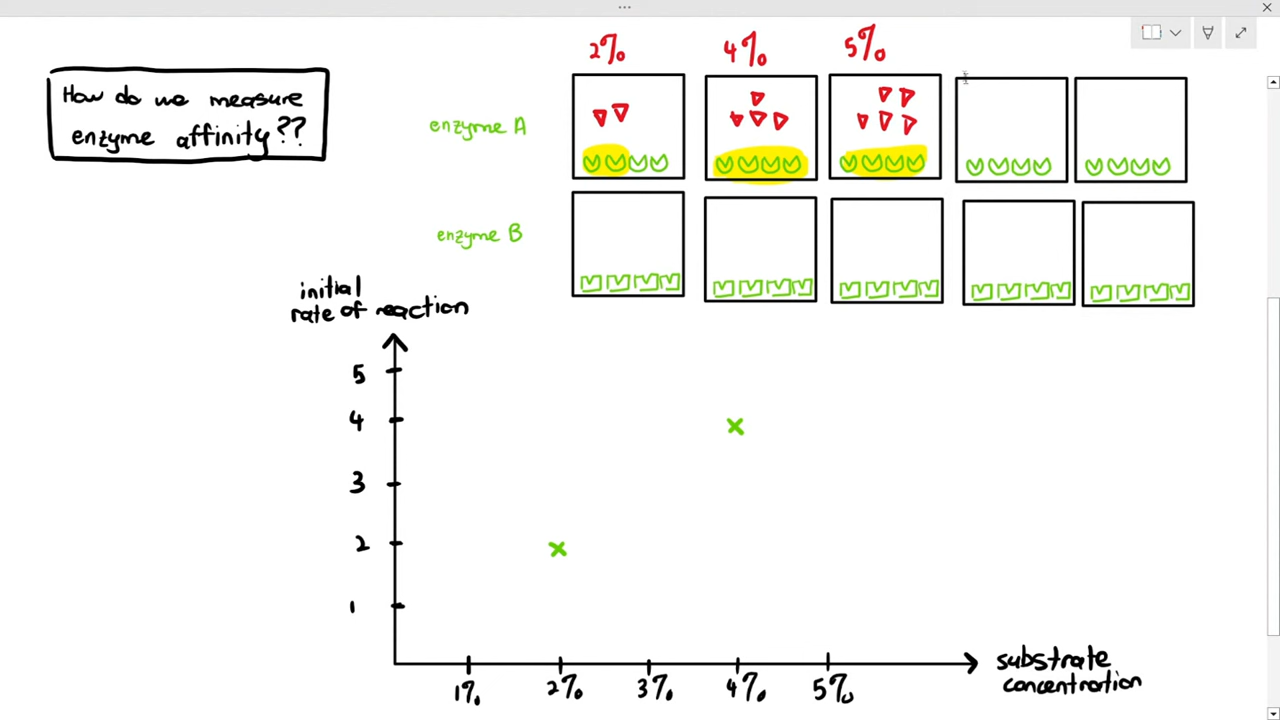 2% 4% 5%
How do we measure
enzyme affinity??
enzyme A
enzyme B
initial
rate of reaction
5
4
3
2
1
1% 2% 3% 4% 5%
substrate
concentration